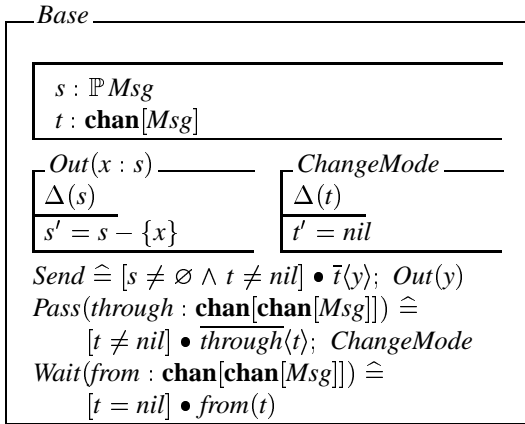 Base
s : ℙ Msg
t : chan[Msg]
Out(x : s)
Δ(s)
s′ = s − {x}
ChangeMode
Δ(t)
t′ = nil
Send ≙ [s ≠ ∅ ∧ t ≠ nil] • t̅⟨y⟩; Out(y)
Pass(through : chan[chan[Msg]]) ≙
[t ≠ nil] • t̅h̅r̅o̅u̅g̅h̅⟨t⟩; ChangeMode
Wait(from : chan[chan[Msg]]) ≙
[t = nil] • from(t)